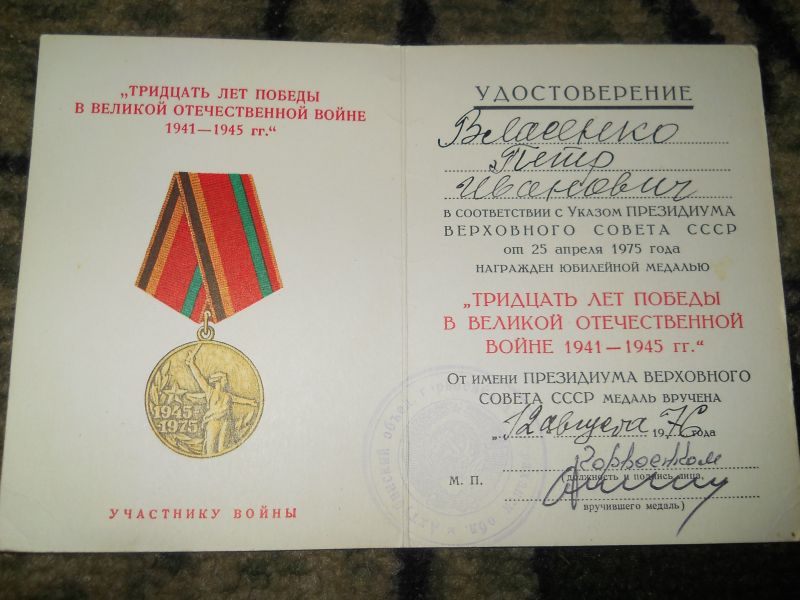 „ТРИДЦАТЬ ЛЕТ ПОБЕДЫ
В ВЕЛИКОЙ ОТЕЧЕСТВЕННОЙ ВОЙНЕ
1941—1945 гг.“
1945-
1975
УЧАСТНИКУ ВОЙНЫ
УДОСТОВЕРЕНИЕ
Власенко
Петр
Иванович
В СООТВЕТСТВИИ С УКАЗОМ ПРЕЗИДИУМА
ВЕРХОВНОГО СОВЕТА СССР
от 25 апреля 1975 года
НАГРАЖДЕН ЮБИЛЕЙНОЙ МЕДАЛЬЮ
„ТРИДЦАТЬ ЛЕТ ПОБЕДЫ
В ВЕЛИКОЙ ОТЕЧЕСТВЕННОЙ
ВОЙНЕ 1941—1945 гг.“
ОТ ИМЕНИ ПРЕЗИДИУМА ВЕРХОВНОГО
СОВЕТА СССР МЕДАЛЬ ВРУЧЕНА
„12 августа 1976 года
Горвоенком
М. П.
(должность и подпись лица,
вручившего медаль)